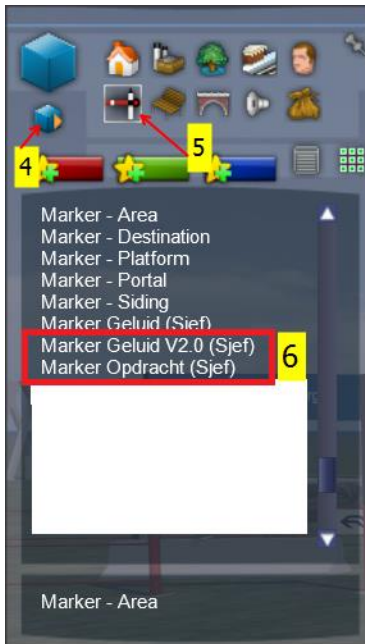 5
4
Marker - Area
Marker - Destination
Marker - Platform
Marker - Portal
Marker - Siding
Marker Geluid (Sjef)
Marker Geluid V2.0 (Sjef)
6
Marker Opdracht (Sjef)
Marker - Area